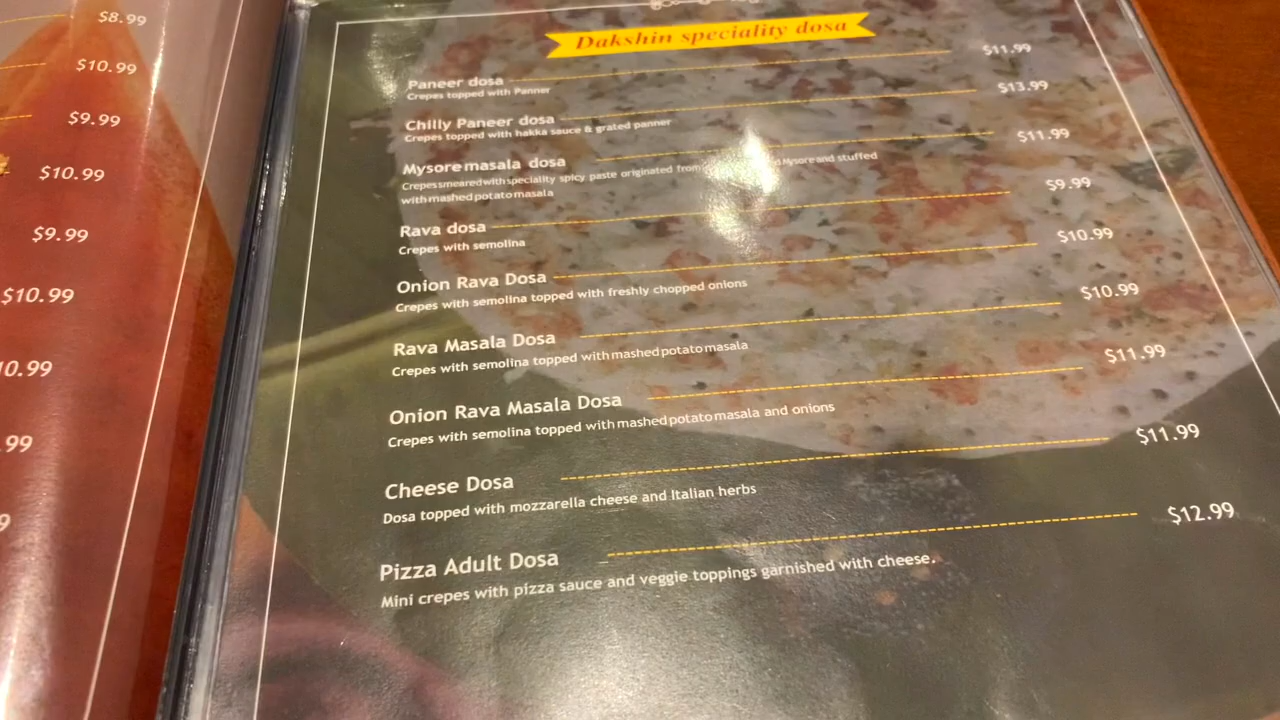 $8.99
$10.99
$9.99
$10.99
$9.99
$10.99
0.99
.99
9
Dakshin speciality dosa
Paneer dosa $11.99
Crepes topped with Panner
Chilly Paneer dosa $13.99
Crepes topped with hakka sauce & grated panner
Mysore masala dosa $11.99
Crepes smeared with speciality spicy paste originated from Mysore and stuffed
with mashed potato masala
Rava dosa $9.99
Crepes with semolina
Onion Rava Dosa $10.99
Crepes with semolina topped with freshly chopped onions
Rava Masala Dosa $10.99
Crepes with semolina topped with mashed potato masala
Onion Rava Masala Dosa $11.99
Crepes with semolina topped with mashed potato masala and onions
Cheese Dosa $11.99
Dosa topped with mozzarella cheese and Italian herbs
Pizza Adult Dosa $12.99
Mini crepes with pizza sauce and veggie toppings garnished with cheese.